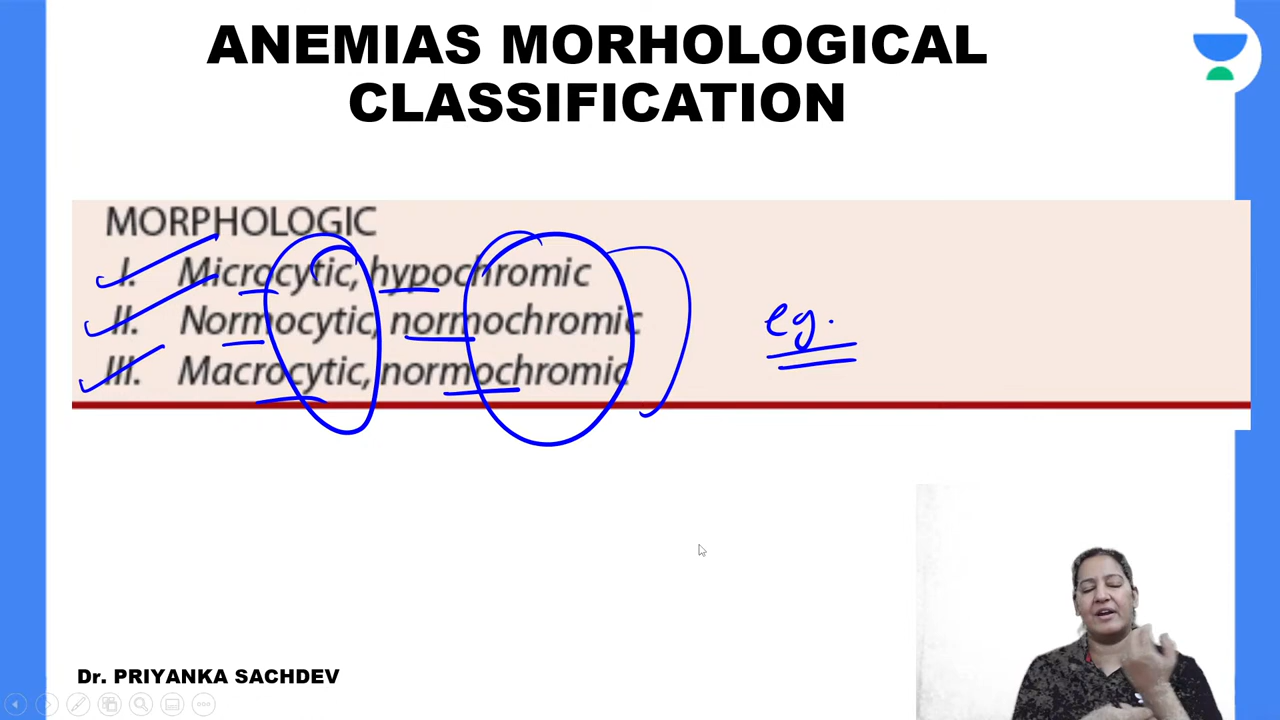 ANEMIAS MORHOLOGICAL
CLASSIFICATION
MORPHOLOGIC
I. Microcytic, hypochromic
II. Normocytic, normochromic
III. Macrocytic, normochromic
eg.
Dr. PRIYANKA SACHDEV